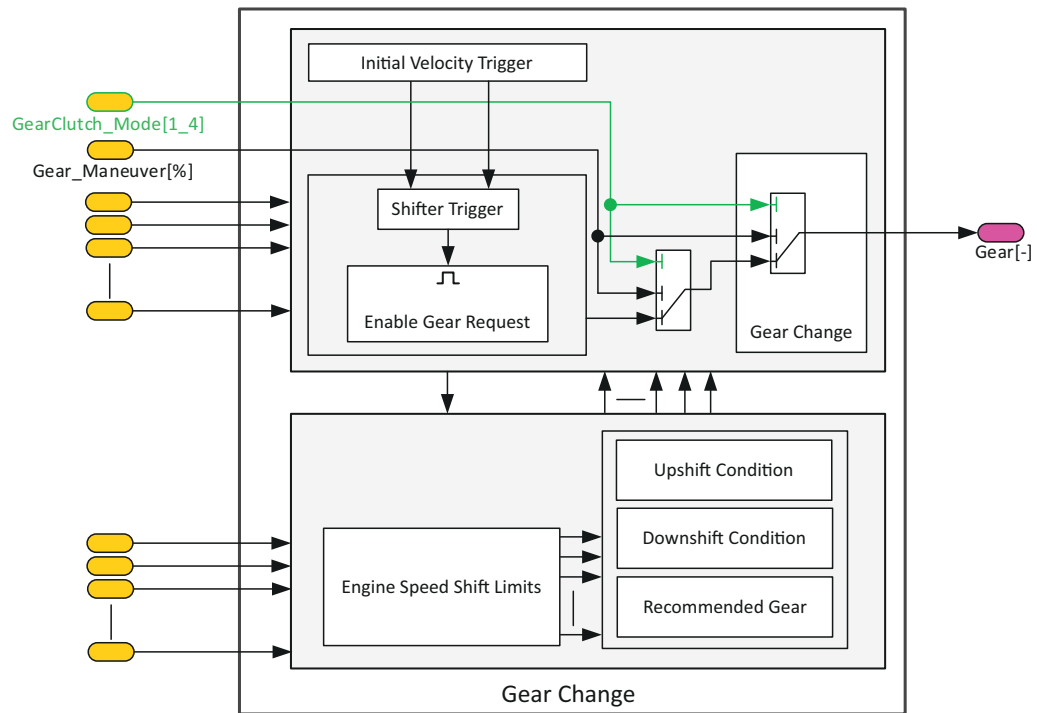 Initial Velocity Trigger
GearClutch_Mode[1_4]
Gear_Maneuver[%]
Shifter Trigger
Enable Gear Request
Gear Change
Gear[-]
Upshift Condition
Downshift Condition
Engine Speed Shift Limits
Recommended Gear
Gear Change